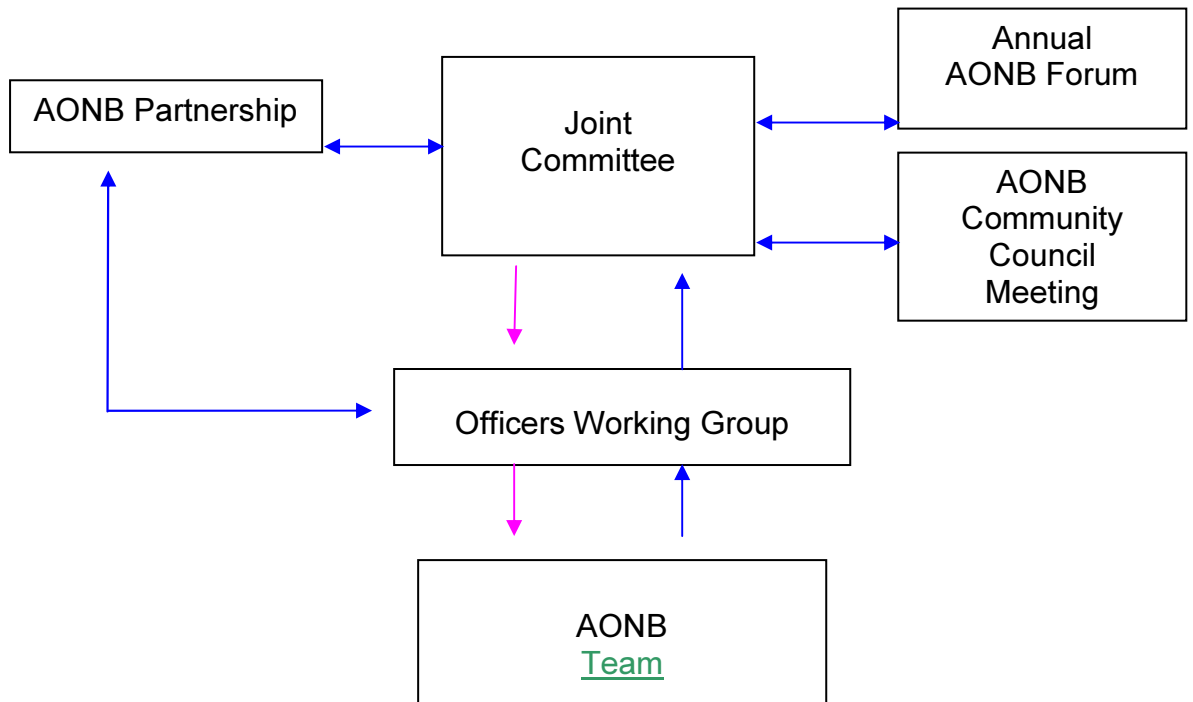 AONB Partnership
Joint
Committee
Annual
AONB Forum
AONB
Community
Council
Meeting
Officers Working Group
AONB
Team